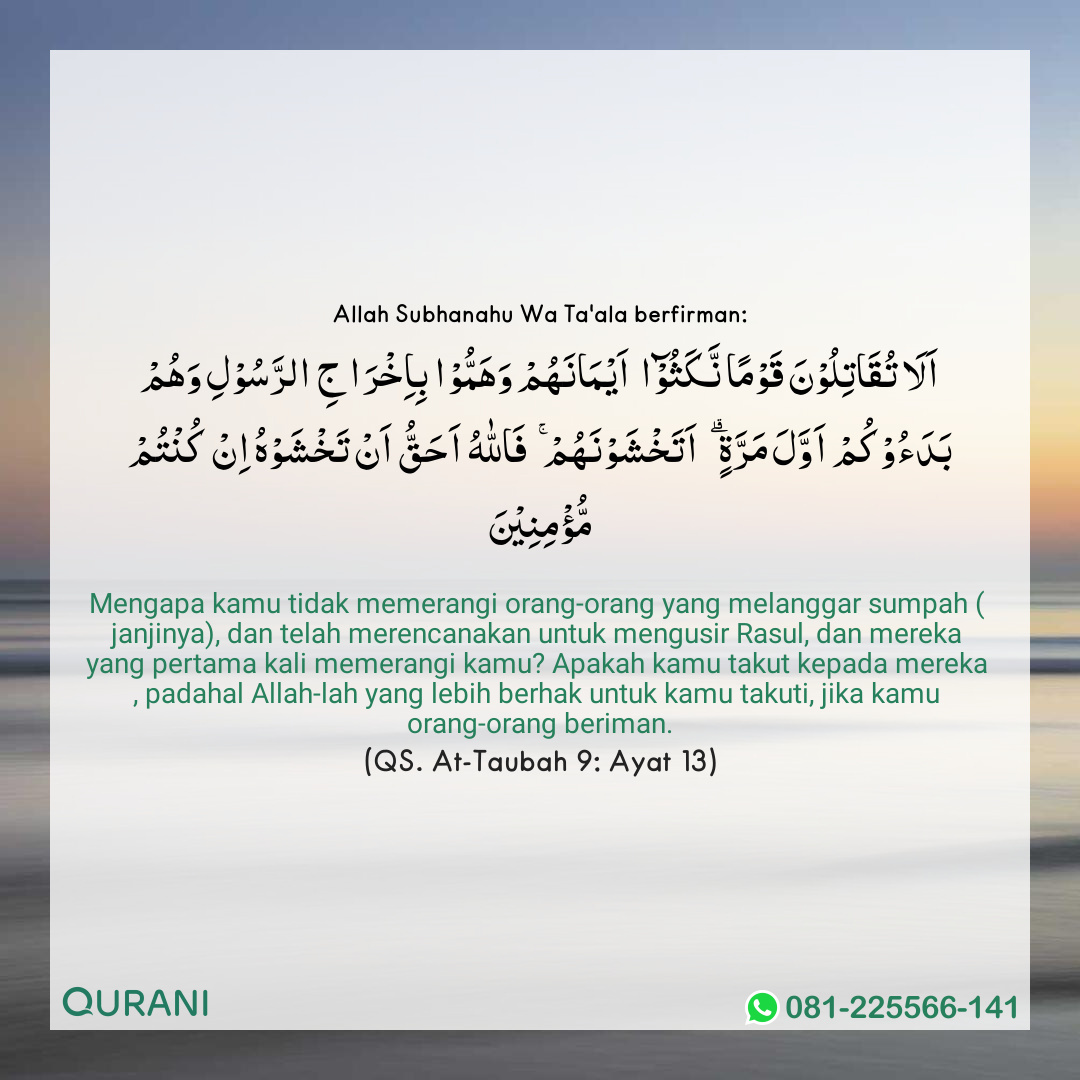 Allah Subhanahu Wa Ta'ala berfirman:
اَلَا تُقَاتِلُوْنَ قَوْمًا نَّكَثُوْۤا اَيْمَانَهُمْ وَهَمُّوْا بِاِخْرَا جِ الرَّسُوْلِ وَهُمْ
بَدَءُوْكُمْ اَوَّلَ مَرَّةٍ ۗ اَتَخْشَوْنَهُمْ ۚ فَاللّٰهُ اَحَقُّ اَنْ تَخْشَوْهُ اِنْ كُنْتُمْ
مُّؤْمِنِيْنَ
Mengapa kamu tidak memerangi orang-orang yang melanggar sumpah (
janjinya), dan telah merencanakan untuk mengusir Rasul, dan mereka
yang pertama kali memerangi kamu? Apakah kamu takut kepada mereka
, padahal Allah-lah yang lebih berhak untuk kamu takuti, jika kamu
orang-orang beriman.
(QS. At-Taubah 9: Ayat 13)
QURANI
081-225566-141